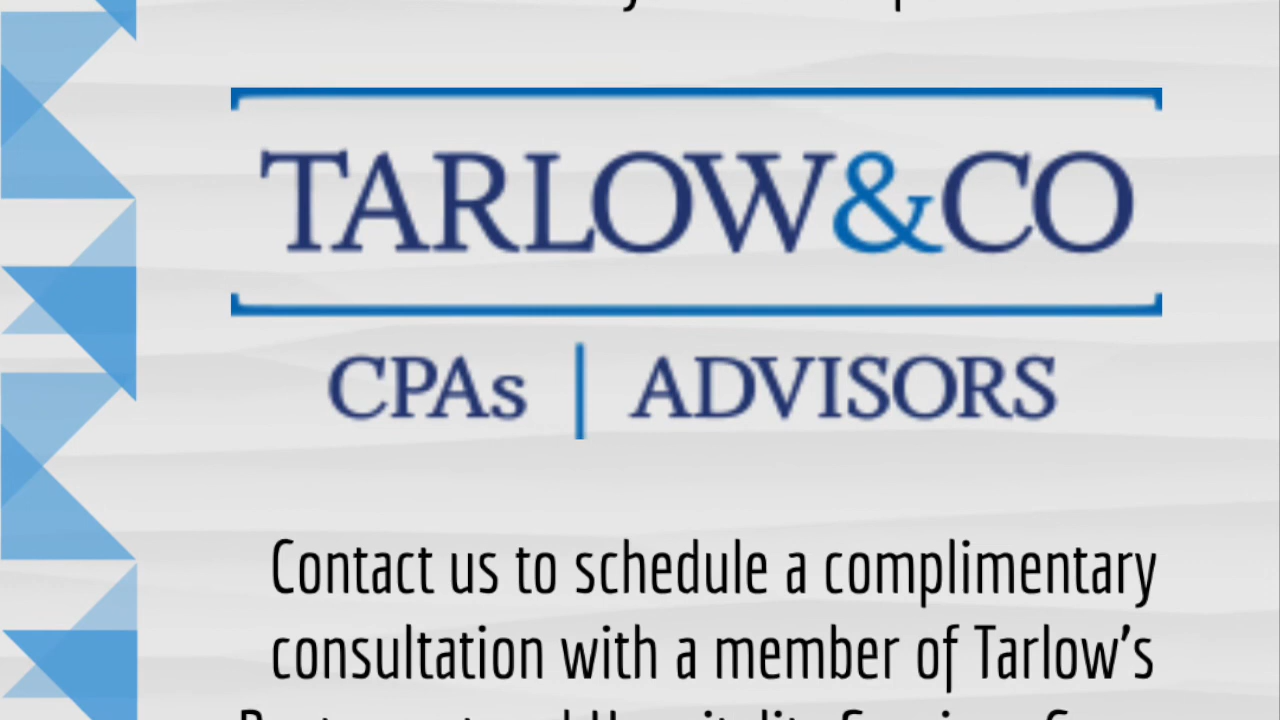 TARLOW&CO
CPAs | ADVISORS
Contact us to schedule a complimentary
consultation with a member of Tarlow’s